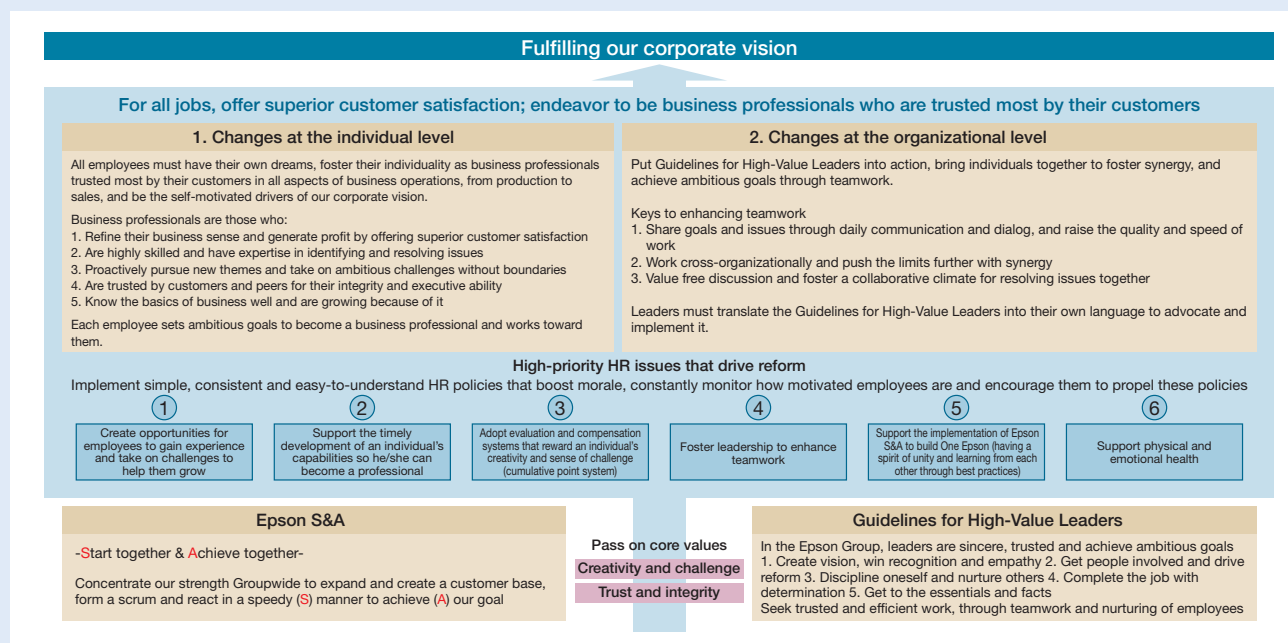 Fulfilling our corporate vision
For all jobs, offer superior customer satisfaction; endeavor to be business professionals who are trusted most by their customers
1. Changes at the individual level
All employees must have their own dreams, foster their individuality as business professionals
trusted most by their customers in all aspects of business operations, from production to
sales, and be the self-motivated drivers of our corporate vision.
Business professionals are those who:
1. Refine their business sense and generate profit by offering superior customer satisfaction
2. Are highly skilled and have expertise in identifying and resolving issues
3. Proactively pursue new themes and take on ambitious challenges without boundaries
4. Are trusted by customers and peers for their integrity and executive ability
5. Know the basics of business well and are growing because of it
Each employee sets ambitious goals to become a business professional and works toward
them.
2. Changes at the organizational level
Put Guidelines for High-Value Leaders into action, bring individuals together to foster synergy, and
achieve ambitious goals through teamwork.
Keys to enhancing teamwork
1. Share goals and issues through daily communication and dialog, and raise the quality and speed of
work
2. Work cross-organizationally and push the limits further with synergy
3. Value free discussion and foster a collaborative climate for resolving issues together
Leaders must translate the Guidelines for High-Value Leaders into their own language to advocate and
implement it.
High-priority HR issues that drive reform
Implement simple, consistent and easy-to-understand HR policies that boost morale, constantly monitor how motivated employees are and encourage them to propel these policies
1
Create opportunities for
employees to gain experience
and take on challenges to
help them grow
2
Support the timely
development of an individual's
capabilities so he/she can
become a professional
3
Adopt evaluation and compensation
systems that reward an individual's
creativity and sense of challenge
(cumulative point system)
4
Foster leadership to enhance
teamwork
5
Support the implementation of Epson
S&A to build One Epson (having a
spirit of unity and learning from each
other through best practices)
6
Support physical and
emotional health
Epson S&A
-Start together & Achieve together-
Concentrate our strength Groupwide to expand and create a customer base,
form a scrum and react in a speedy (S) manner to achieve (A) our goal
Pass on core values
Creativity and challenge
Trust and integrity
Guidelines for High-Value Leaders
In the Epson Group, leaders are sincere, trusted and achieve ambitious goals
1. Create vision, win recognition and empathy 2. Get people involved and drive
reform 3. Discipline oneself and nurture others 4. Complete the job with
determination 5. Get to the essentials and facts
Seek trusted and efficient work, through teamwork and nurturing of employees